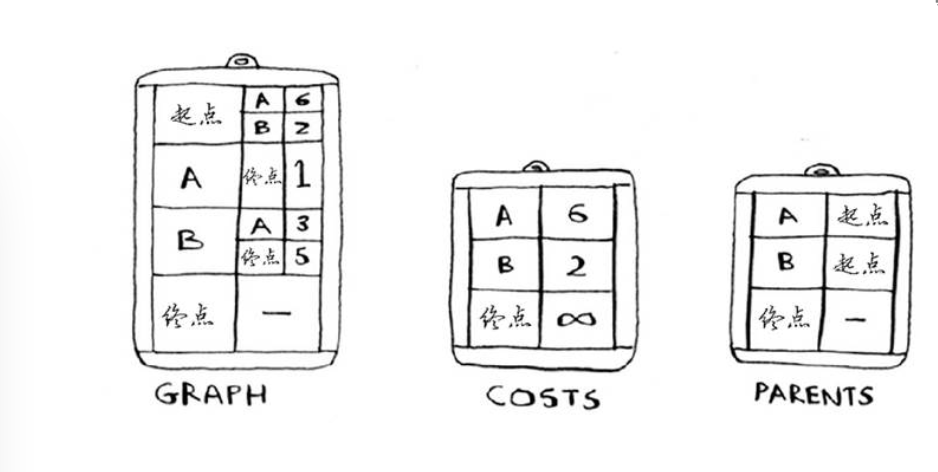 起点 A 6
B 2
A 终点 1
B A 3
终点 5
终点 —
GRAPH
A 6
B 2
终点 ∞
COSTS
A 起点
B 起点
终点 —
PARENTS